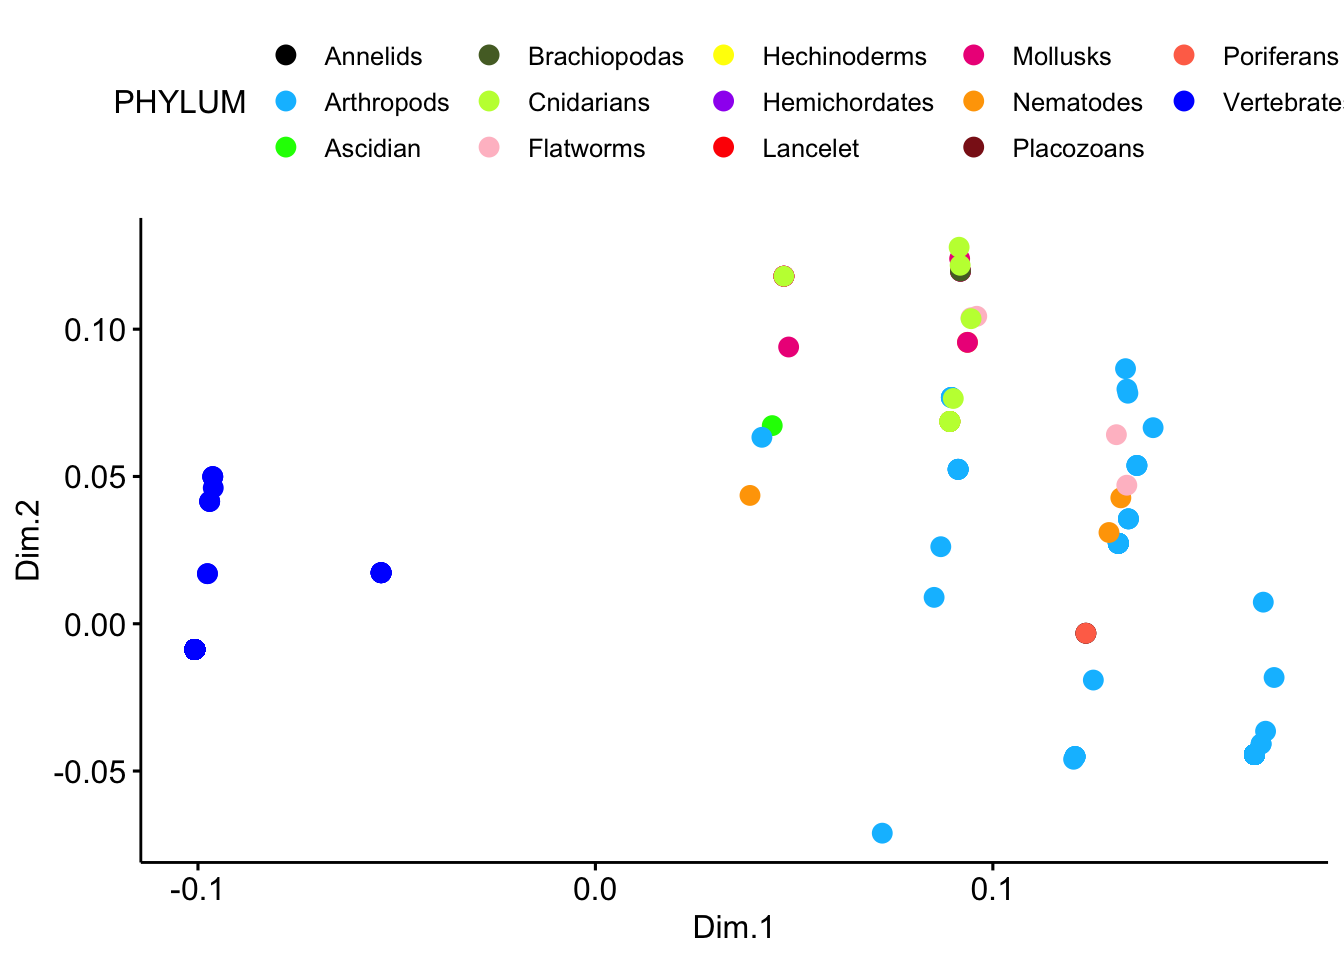 Annelids Brachiopodas Hechinoderms Mollusks Poriferans
PHYLUM Arthropods Cnidarians Hemichordates Nematodes Vertebrate
Ascidian Flatworms Lancelet Placozoans
0.10
0.05
0.00
-0.05
Dim.2
-0.1 0.0 0.1
Dim.1